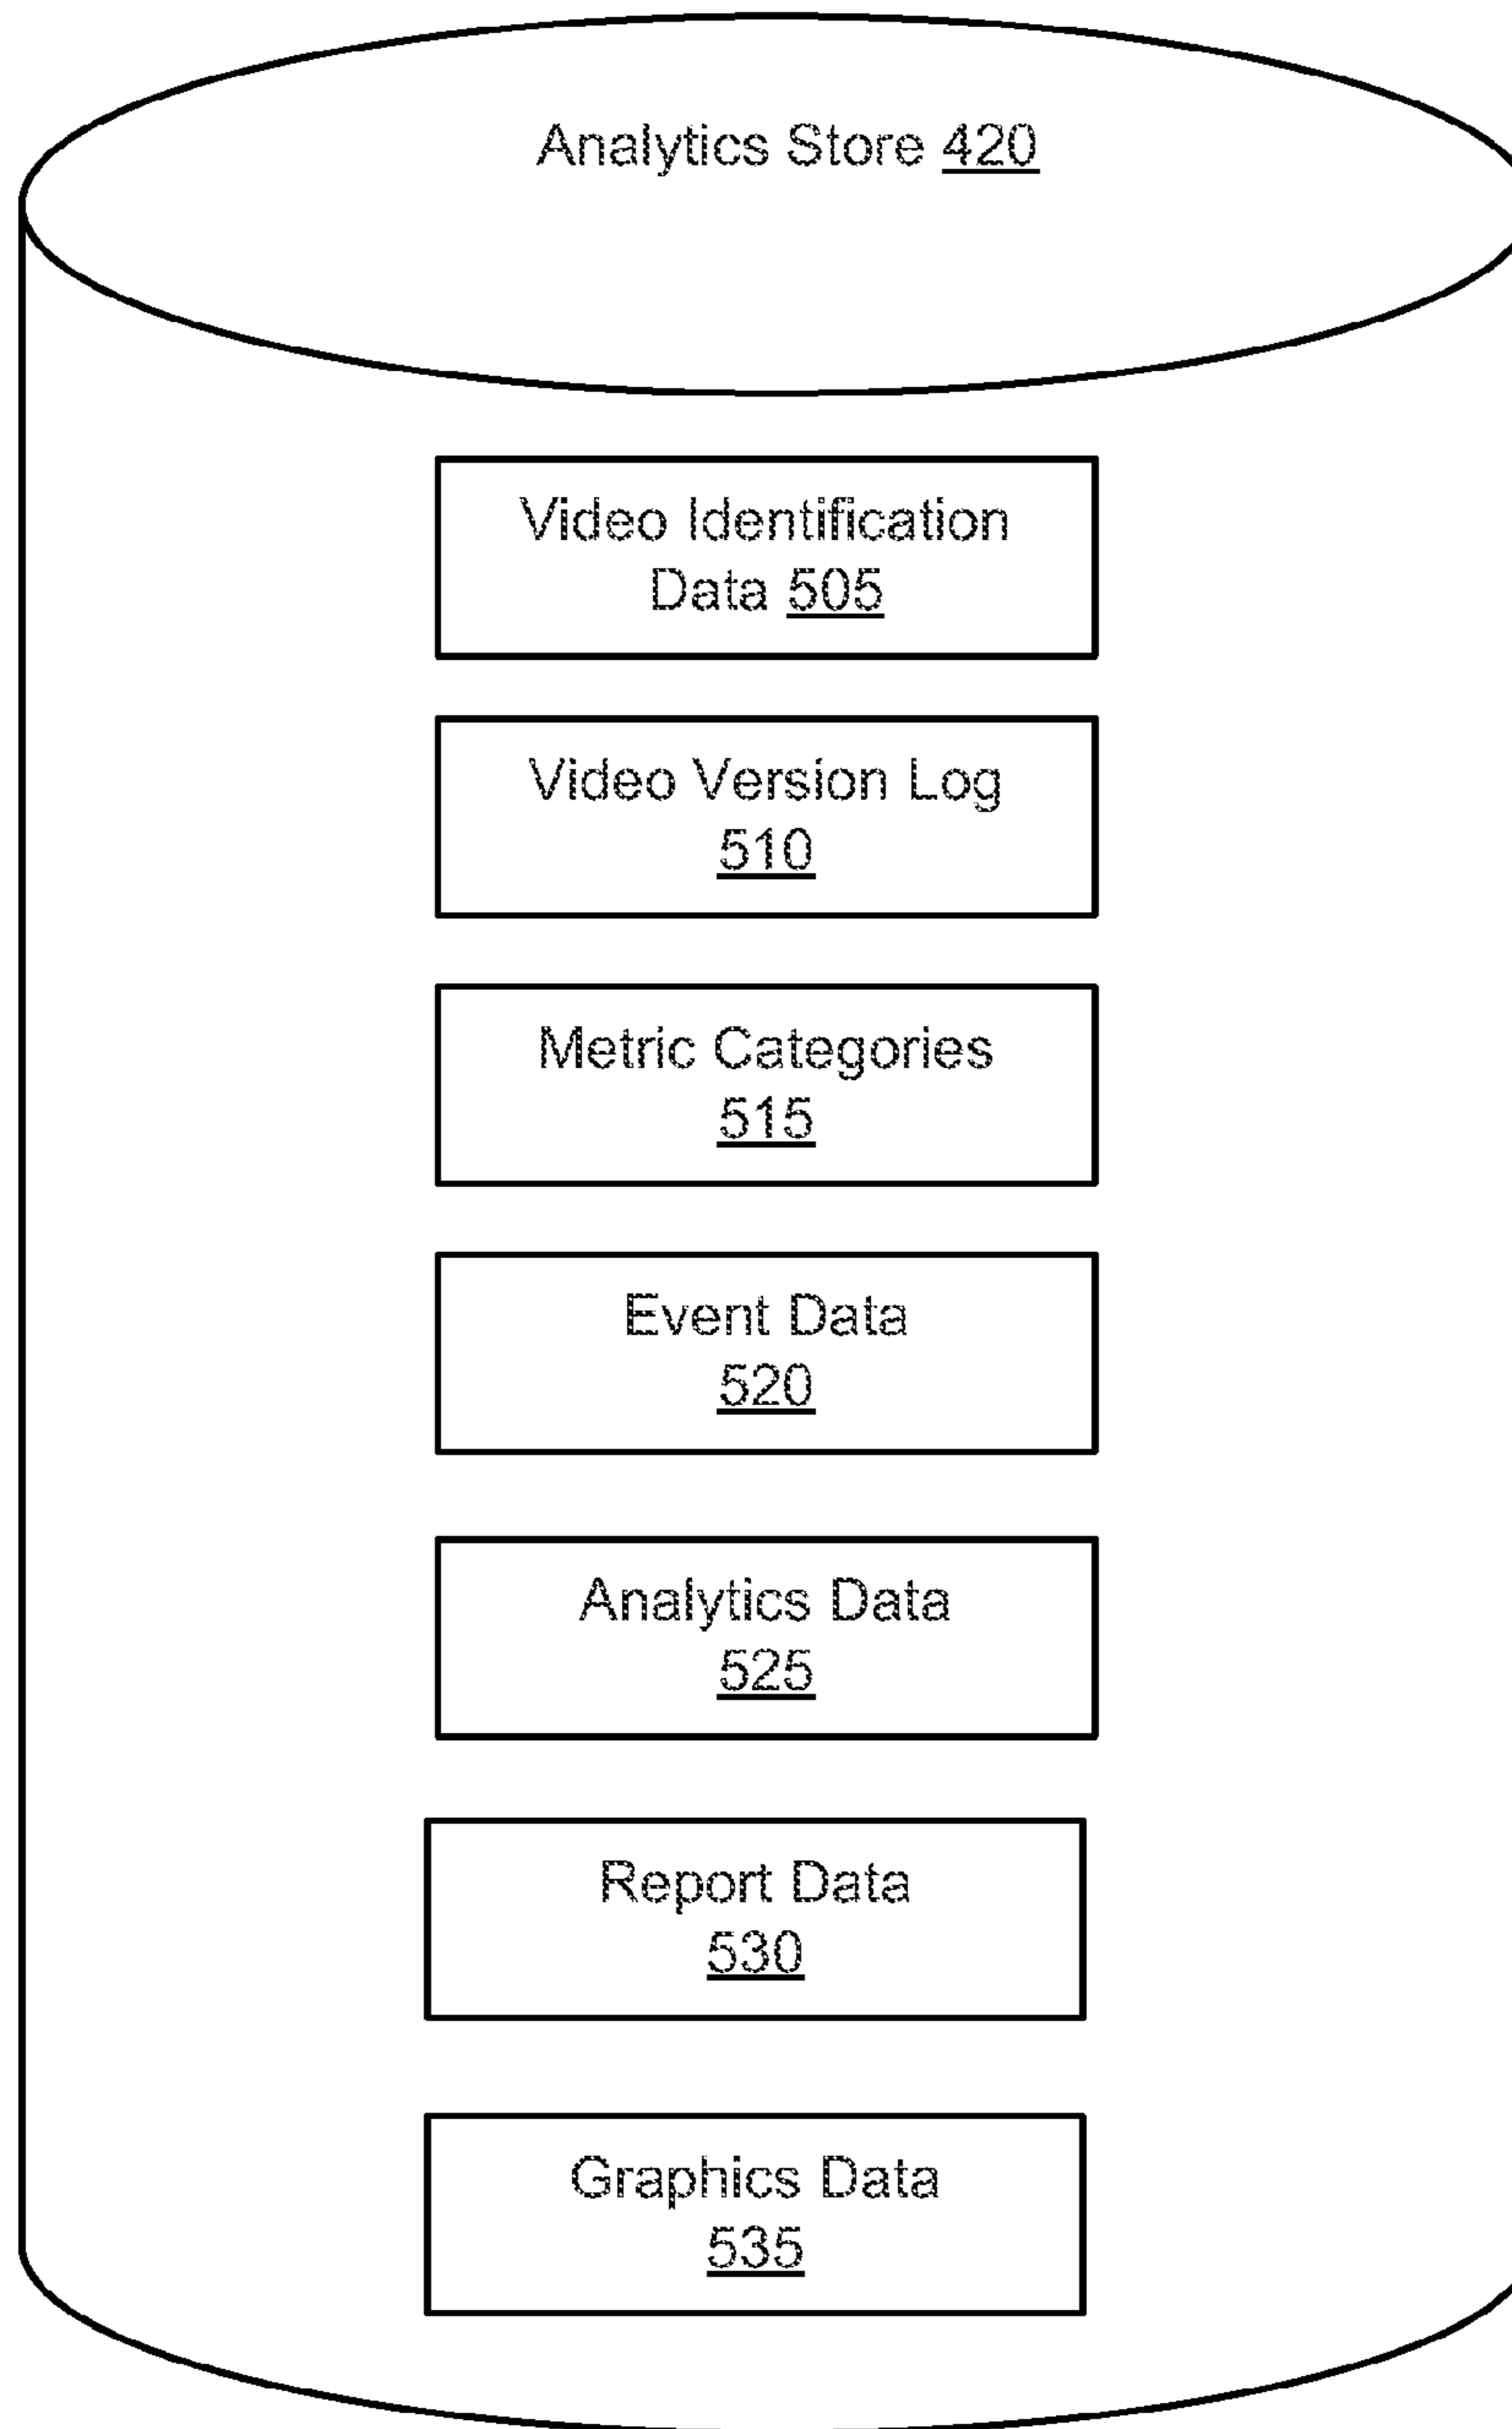 Analytics Store 420
Video Identification
Data 505
Video Version Log
510
Metric Categories
515
Event Data
520
Analytics Data
525
Report Data
530
Graphics Data
535